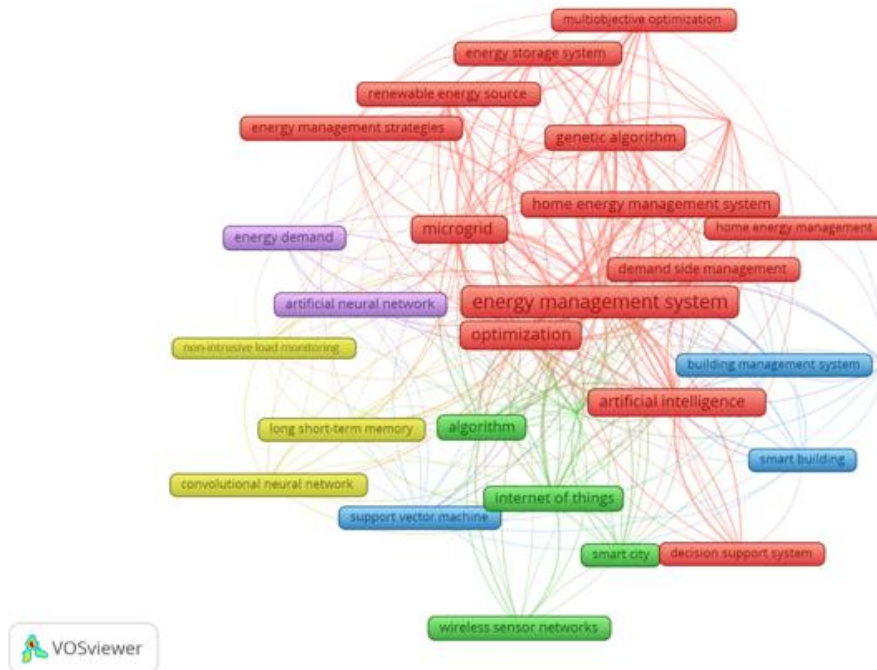 multiobjective optimization
energy storage system
renewable energy source
energy management strategies
genetic algorithm
home energy management system
microgrid
home energy management
energy demand
demand side management
artificial neural network
energy management system
optimization
non-intrusive load monitoring
building management system
artificial intelligence
long short-term memory
algorithm
smart building
convolutional neural network
internet of things
support vector machine
smart city
decision support system
wireless sensor networks
VOSviewer